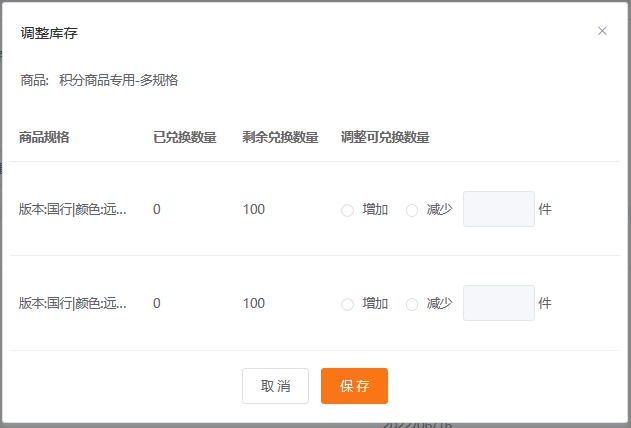 调整库存
商品: 积分商品专用-多规格
商品规格 已兑换数量 剩余兑换数量 调整可兑换数量
版本:国行|颜色:远... 0 100 增加 减少 件
版本:国行|颜色:远... 0 100 增加 减少 件
取消 保存
2022/06/16